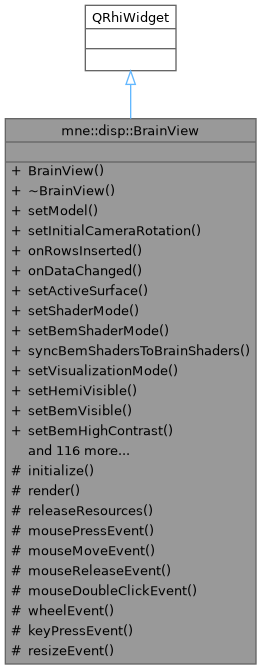 QRhiWidget
mne::disp::BrainView
+ BrainView()
+ ~BrainView()
+ setModel()
+ setInitialCameraRotation()
+ onRowsInserted()
+ onDataChanged()
+ setActiveSurface()
+ setShaderMode()
+ setBemShaderMode()
+ syncBemShadersToBrainShaders()
+ setVisualizationMode()
+ setHemiVisible()
+ setBemVisible()
+ setBemHighContrast()
and 116 more...
# initialize()
# render()
# releaseResources()
# mousePressEvent()
# mouseMoveEvent()
# mouseReleaseEvent()
# mouseDoubleClickEvent()
# wheelEvent()
# keyPressEvent()
# resizeEvent()